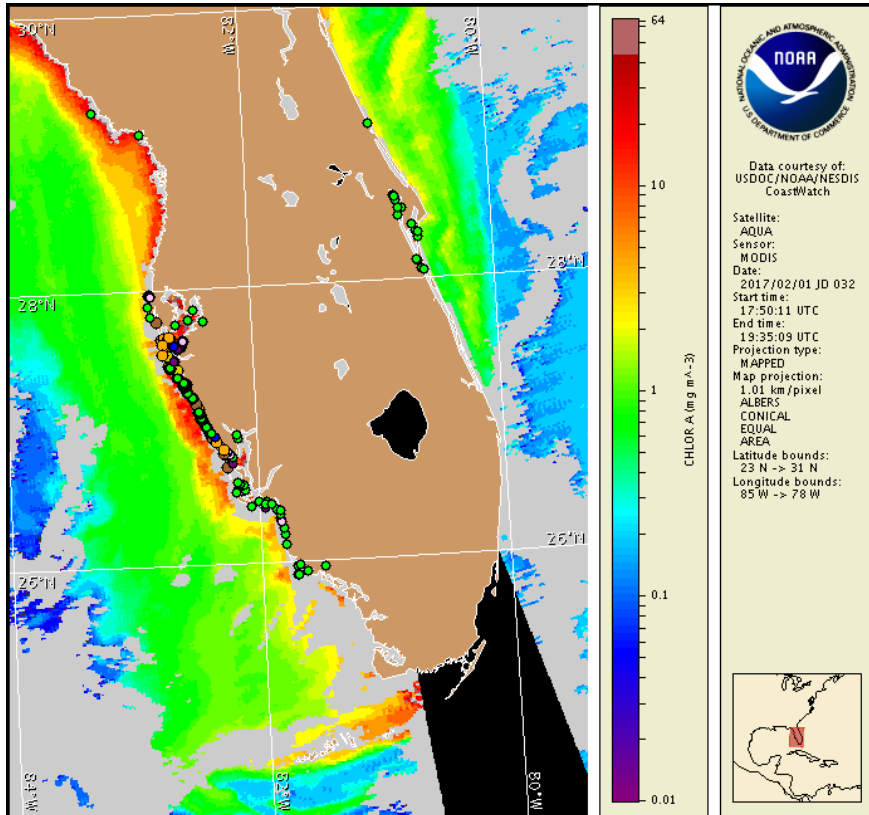 30°N
82°W
80°W
28°N
28°N
26°N
26°N
84°W
82°W
80°W
64
10
1
0.1
0.01
CHLOR A (mg m^-3)
NATIONAL OCEANIC AND ATMOSPHERIC ADMINISTRATION
NOAA
U.S. DEPARTMENT OF COMMERCE
Data courtesy of:
USDOC/NOAA/NESDIS
CoastWatch
Satellite:
AQUA
Sensor:
MODIS
Date:
2017/02/01 JD 032
Start time:
17:50:11 UTC
End time:
19:35:09 UTC
Projection type:
MAPPED
Map projection:
1.01 km/pixel
ALBERS
CONICAL
EQUAL
AREA
Latitude bounds:
23 N -> 31 N
Longitude bounds:
85 W -> 78 W